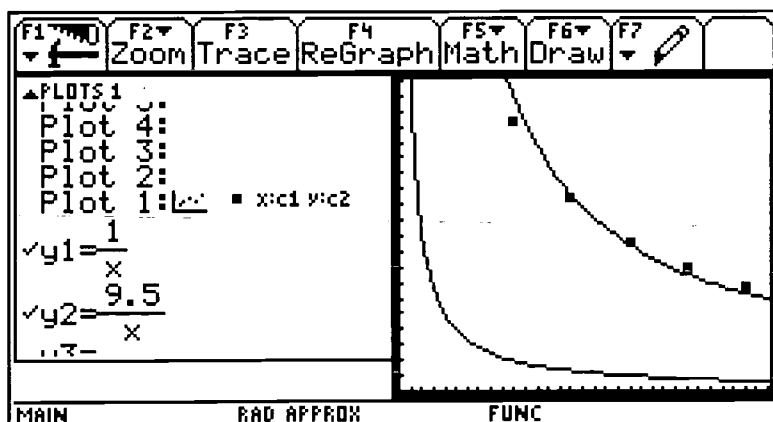 F1 F2 F3 F4 F5 F6 F7
Zoom Trace ReGraph Math Draw
PLOTS 1
Plot 4:
Plot 3:
Plot 2:
Plot 1: x:c1 y:c2
✓y1=1/x
✓y2=9.5/x
MAIN RAD APPROX FUNC